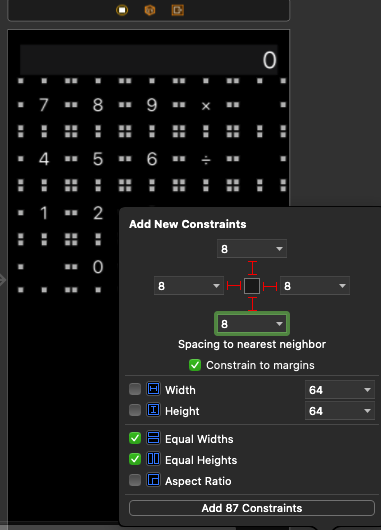 0
7 8 9 ×
4 5 6 ÷
1 2
0
Add New Constraints
8
8 8
8
Spacing to nearest neighbor
Constrain to margins
Width 64
Height 64
Equal Widths
Equal Heights
Aspect Ratio
Add 87 Constraints